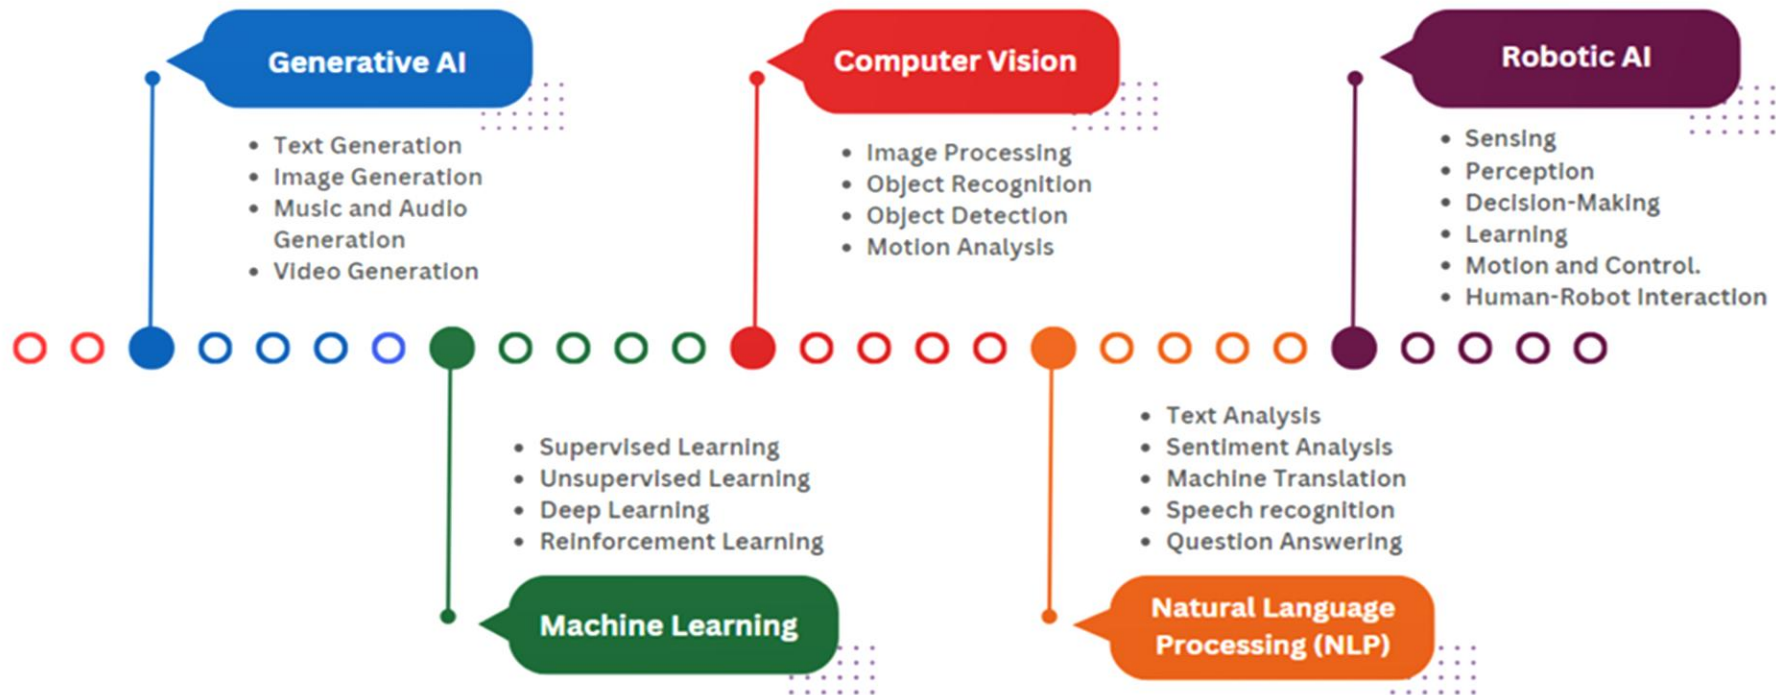 Generative AI
• Text Generation
• Image Generation
• Music and Audio
Generation
• Video Generation
Computer Vision
• Image Processing
• Object Recognition
• Object Detection
• Motion Analysis
Robotic AI
• Sensing
• Perception
• Decision-Making
• Learning
• Motion and Control.
• Human-Robot Interaction
• Supervised Learning
• Unsupervised Learning
• Deep Learning
• Reinforcement Learning
Machine Learning
• Text Analysis
• Sentiment Analysis
• Machine Translation
• Speech recognition
• Question Answering
Natural Language
Processing (NLP)